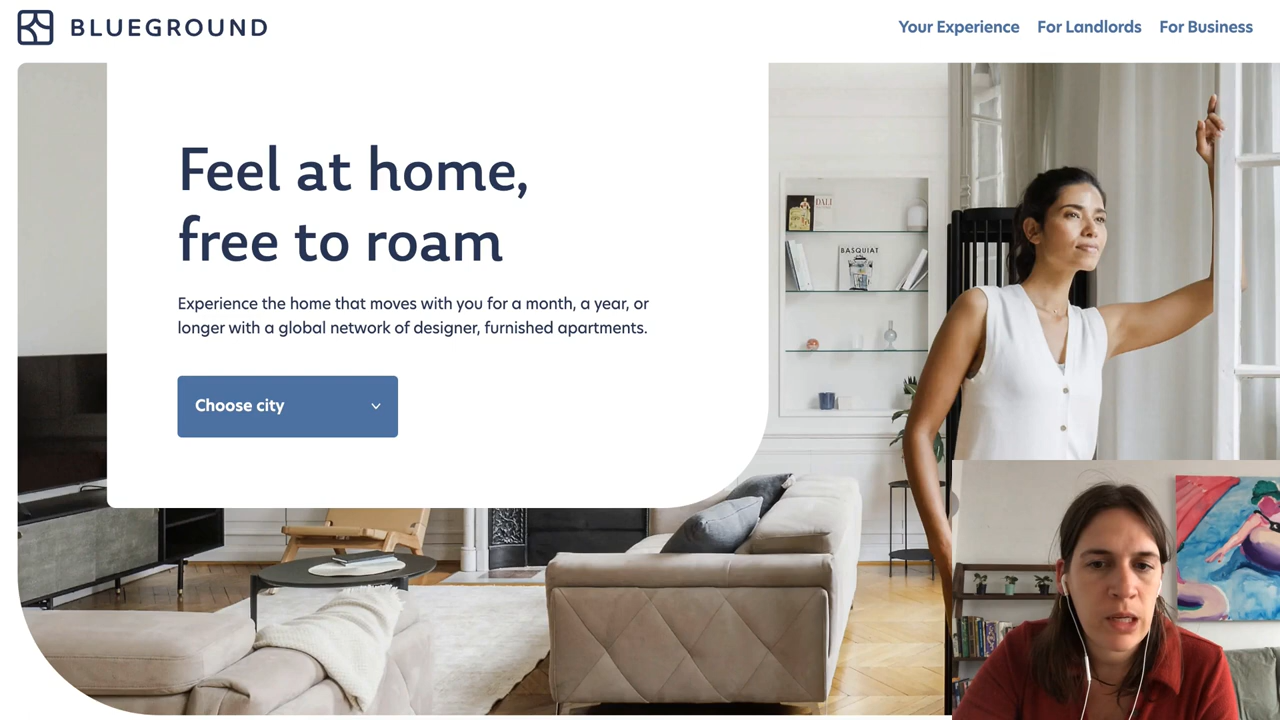 BLUEGROUND
Your Experience For Landlords For Business
Feel at home,
free to roam
Experience the home that moves with you for a month, a year, or
longer with a global network of designer, furnished apartments.
Choose city
DALI
BASQUIAT